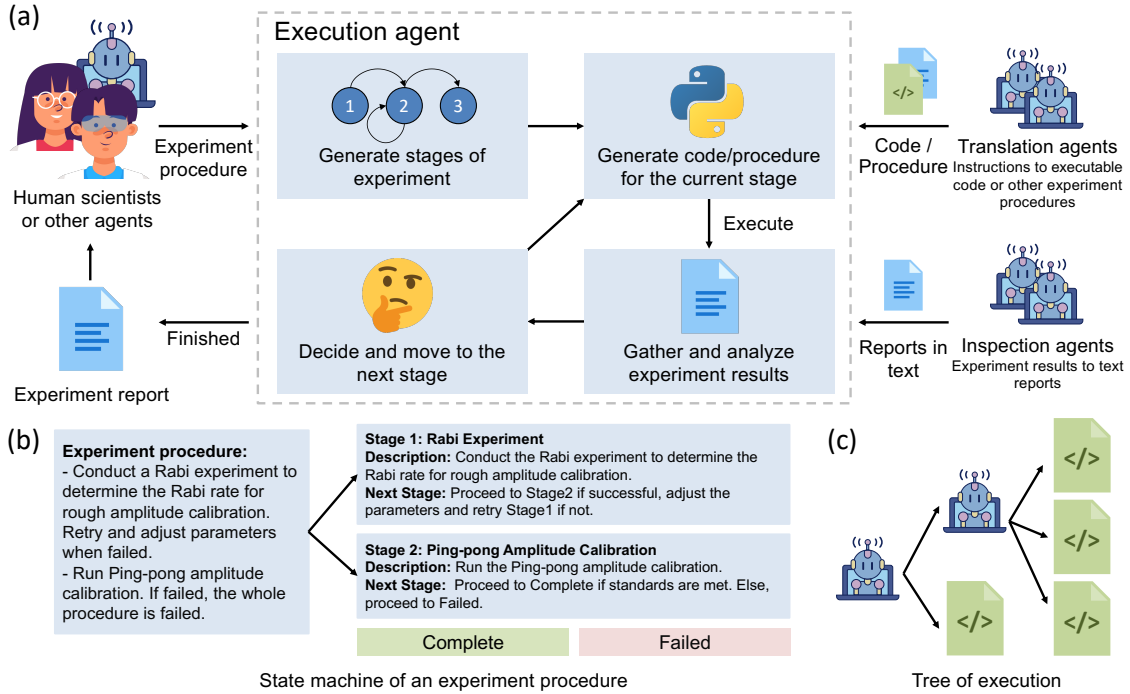 (a)
Execution agent
1
2
3
Generate stages of
experiment
Generate code/procedure
for the current stage
Execute
Decide and move to the
next stage
Gather and analyze
experiment results
Experiment
procedure
Human scientists
or other agents
Finished
Experiment report
</>
Code /
Procedure
Translation agents
Instructions to executable
code or other experiment
procedures
Reports in
text
Inspection agents
Experiment results to text
reports
(b)
Experiment procedure:
- Conduct a Rabi experiment to
determine the Rabi rate for
rough amplitude calibration.
Retry and adjust parameters
when failed.
- Run Ping-pong amplitude
calibration. If failed, the whole
procedure is failed.
Stage 1: Rabi Experiment
Description: Conduct the Rabi experiment to determine the
Rabi rate for rough amplitude calibration.
Next Stage: Proceed to Stage2 if successful, adjust the
parameters and retry Stage1 if not.
Stage 2: Ping-pong Amplitude Calibration
Description: Run the Ping-pong amplitude calibration.
Next Stage: Proceed to Complete if standards are met. Else,
proceed to Failed.
Complete
Failed
State machine of an experiment procedure
(c)
</>
</>
</>
</>
Tree of execution